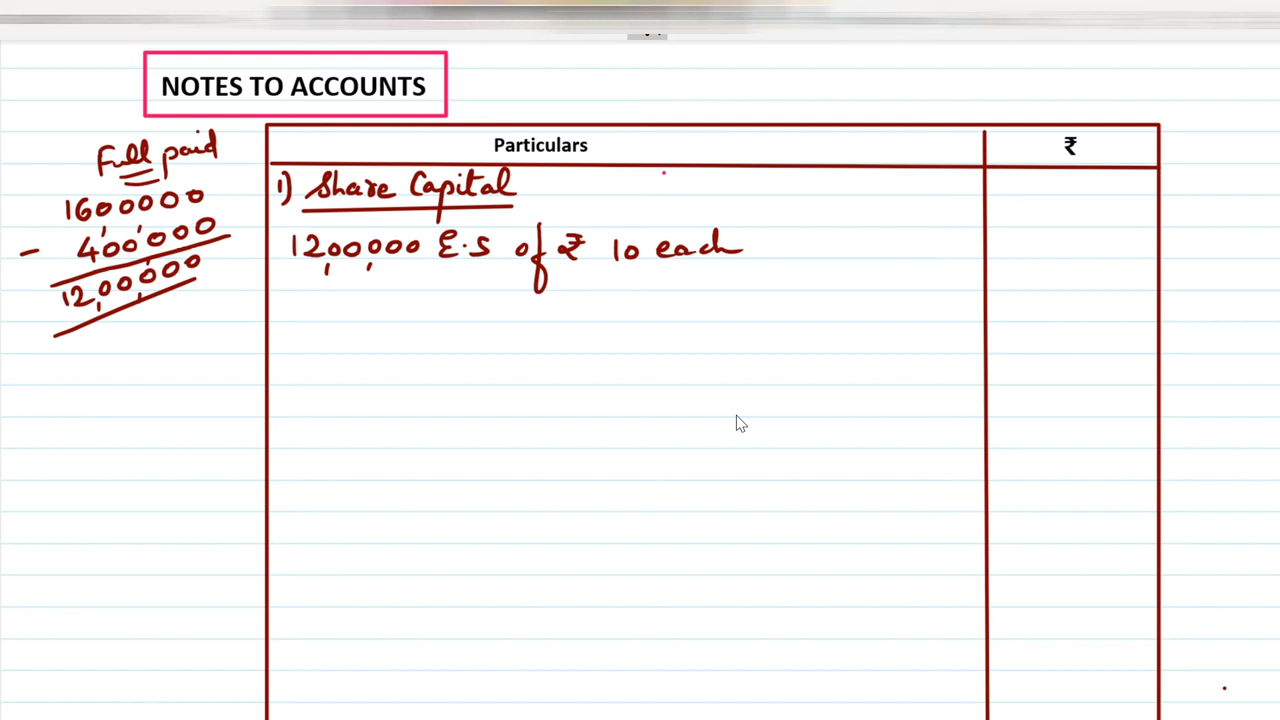 NOTES TO ACCOUNTS
Particulars ₹
Full paid
1600000
- 400000
1200000
1) Share Capital
1200000 E.S of ₹ 10 each